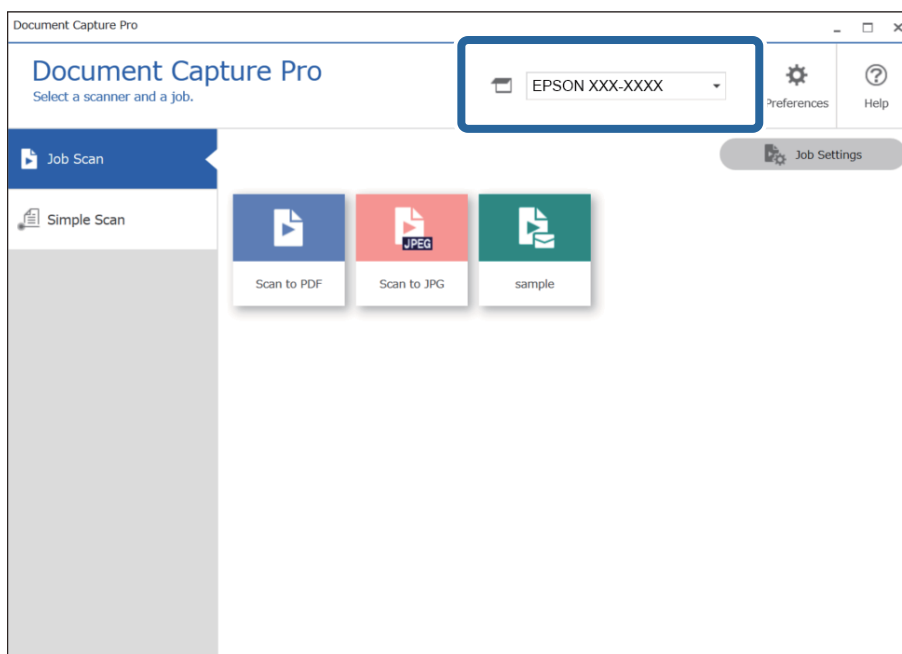 Document Capture Pro
Document Capture Pro
Select a scanner and a job.
EPSON XXX-XXXX
Preferences
Help
Job Scan
Job Settings
Simple Scan
JPEG
Scan to PDF
Scan to JPG
sample